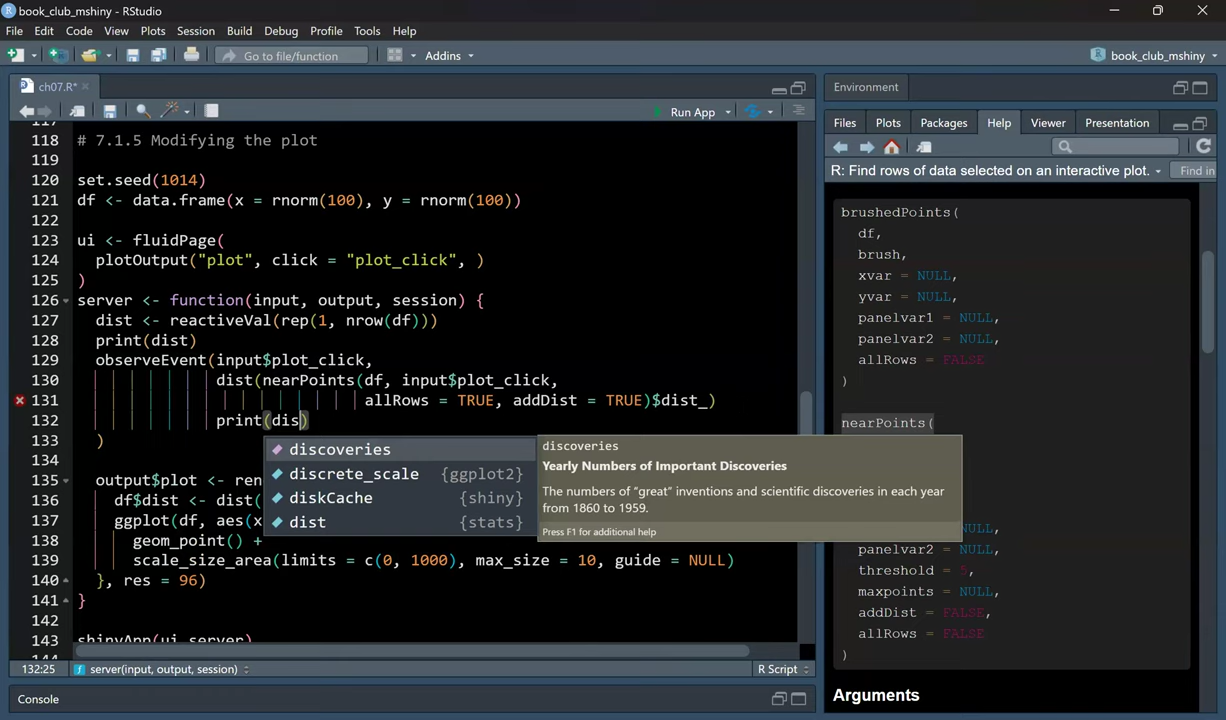 book_club_mshiny - RStudio
File Edit Code View Plots Session Build Debug Profile Tools Help
Go to file/function Addins book_club_mshiny
ch07.R*
Run App
118 # 7.1.5 Modifying the plot
119
120 set.seed(1014)
121 df <- data.frame(x = rnorm(100), y = rnorm(100))
122
123 ui <- fluidPage(
124 plotOutput("plot", click = "plot_click", )
125 )
126 server <- function(input, output, session) {
127 dist <- reactiveVal(rep(1, nrow(df)))
128 print(dist)
129 observeEvent(input$plot_click,
130 dist(nearPoints(df, input$plot_click,
131 allRows = TRUE, addDist = TRUE)$dist_)
132 print(dis)
133 )
134
135 output$plot <- ren
136 df$dist <- dist(
137 ggplot(df, aes(x
138 geom_point() +
139 scale_size_area(limits = c(0, 1000), max_size = 10, guide = NULL)
140 }, res = 96)
141 }
142
143 shinyApp(ui, server)
discoveries
discrete_scale {ggplot2}
diskCache {shiny}
dist {stats}
discoveries
Yearly Numbers of Important Discoveries
The numbers of “great” inventions and scientific discoveries in each year
from 1860 to 1959.
Press F1 for additional help
132:25 server(input, output, session) R Script
Console
Environment
Files Plots Packages Help Viewer Presentation
R: Find rows of data selected on an interactive plot. Find in
brushedPoints(
df,
brush,
xvar = NULL,
yvar = NULL,
panelvar1 = NULL,
panelvar2 = NULL,
allRows = FALSE
)
nearPoints(
NULL,
panelvar2 = NULL,
threshold = 5,
maxpoints = NULL,
addDist = FALSE,
allRows = FALSE
)
Arguments